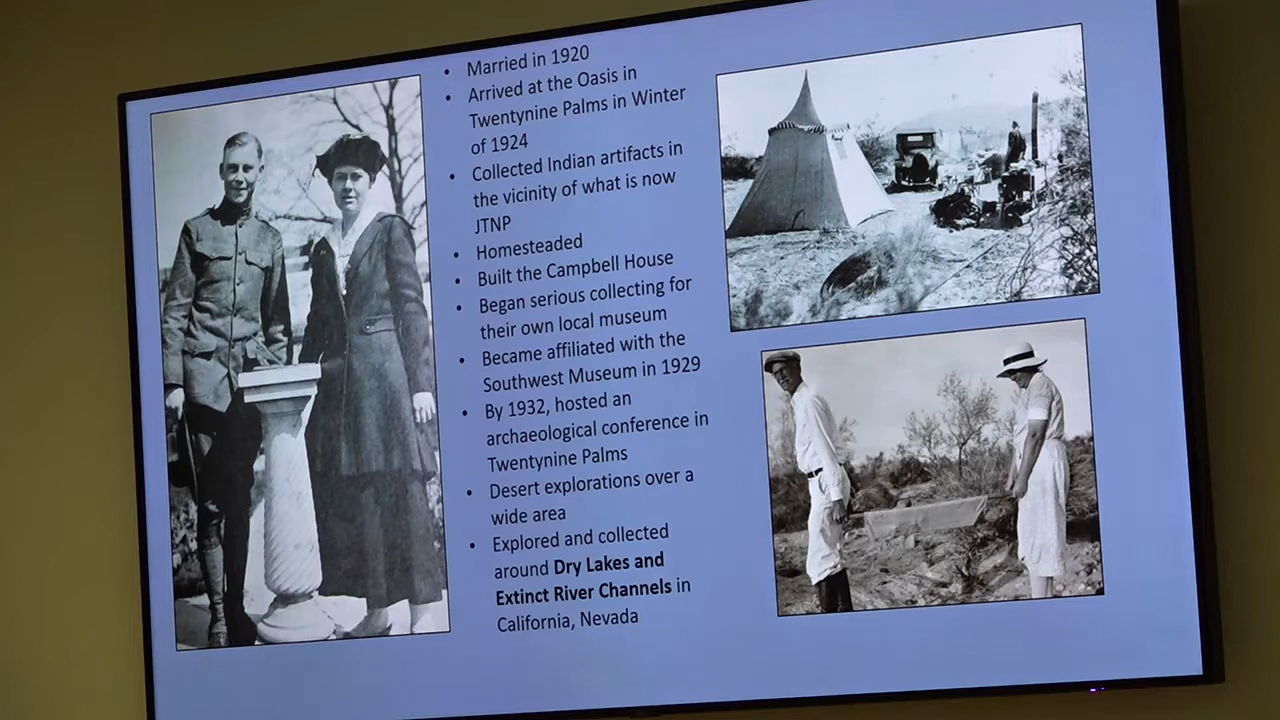 • Married in 1920
• Arrived at the Oasis in
Twentynine Palms in Winter
of 1924
• Collected Indian artifacts in
the vicinity of what is now
JTNP
• Homesteaded
• Built the Campbell House
• Began serious collecting for
their own local museum
• Became affiliated with the
Southwest Museum in 1929
• By 1932, hosted an
archaeological conference in
Twentynine Palms
• Desert explorations over a
wide area
• Explored and collected
around Dry Lakes and
Extinct River Channels in
California, Nevada